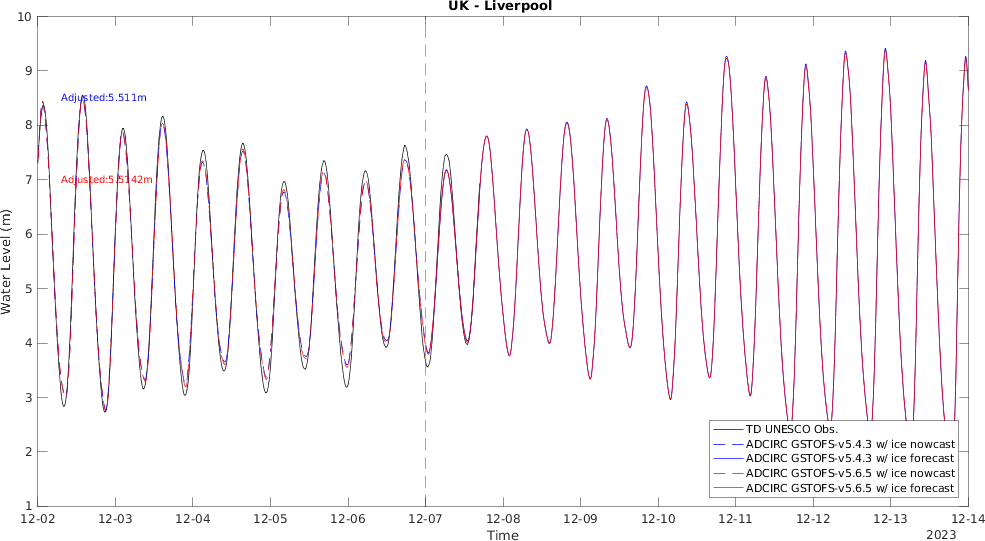 UK - Liverpool
10
9
8
7
6
5
4
3
2
1
Water Level (m)
Adjusted:5.511m
Adjusted:5.5142m
TD UNESCO Obs.
ADCIRC GSTOFS-v5.4.3 w/ ice nowcast
ADCIRC GSTOFS-v5.4.3 w/ ice forecast
ADCIRC GSTOFS-v5.6.5 w/ ice nowcast
ADCIRC GSTOFS-v5.6.5 w/ ice forecast
12-02 12-03 12-04 12-05 12-06 12-07 12-08 12-09 12-10 12-11 12-12 12-13 12-14
Time
2023